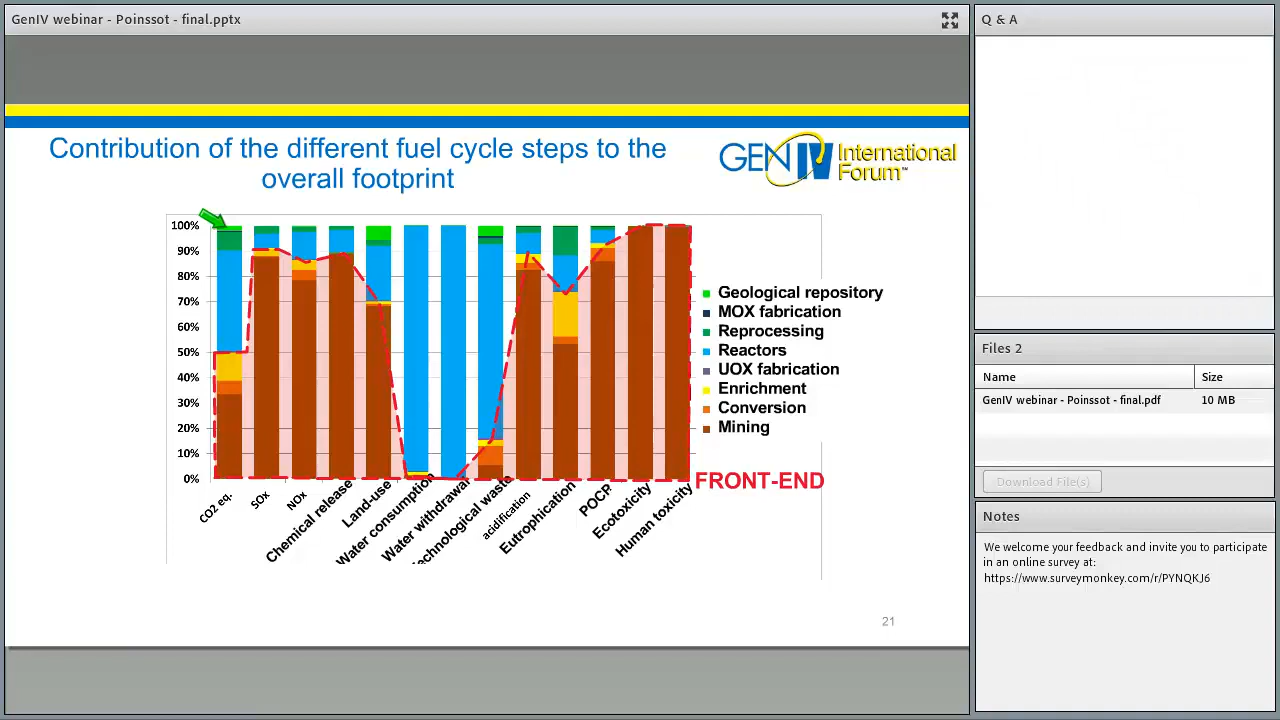 GenIV webinar - Poinssot - final.pptx
Contribution of the different fuel cycle steps to the
overall footprint
GEN IV International
Forum™
100%
90%
80%
70%
60%
50%
40%
30%
20%
10%
0%
CO2 eq.
SOx
NOx
Chemical release
Land-use
Water consumption
Water withdrawal
Technological waste
acidification
Eutrophication
POCP
Ecotoxicity
Human toxicity
Geological repository
MOX fabrication
Reprocessing
Reactors
UOX fabrication
Enrichment
Conversion
Mining
FRONT-END
21
Q & A
Files 2
Name Size
GenIV webinar - Poinssot - final.pdf 10 MB
Download File(s)
Notes
We welcome your feedback and invite you to participate
in an online survey at:
https://www.surveymonkey.com/r/PYNQKJ6